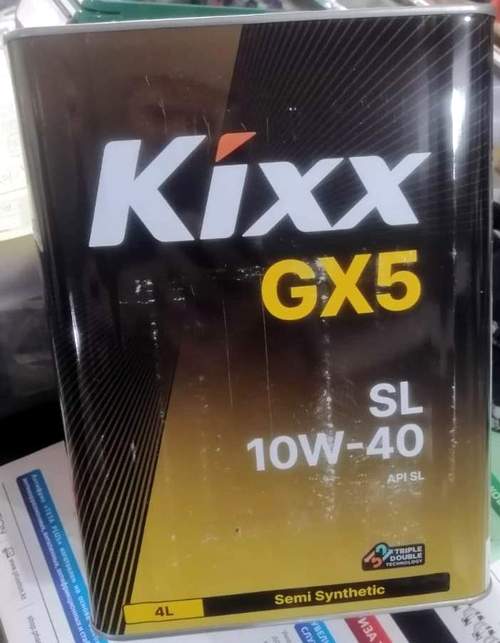 Kixx
GX5
SL
10W-40
API SL
TRIPLE
DOUBLE
TECHNOLOGY
4L
Semi Synthetic